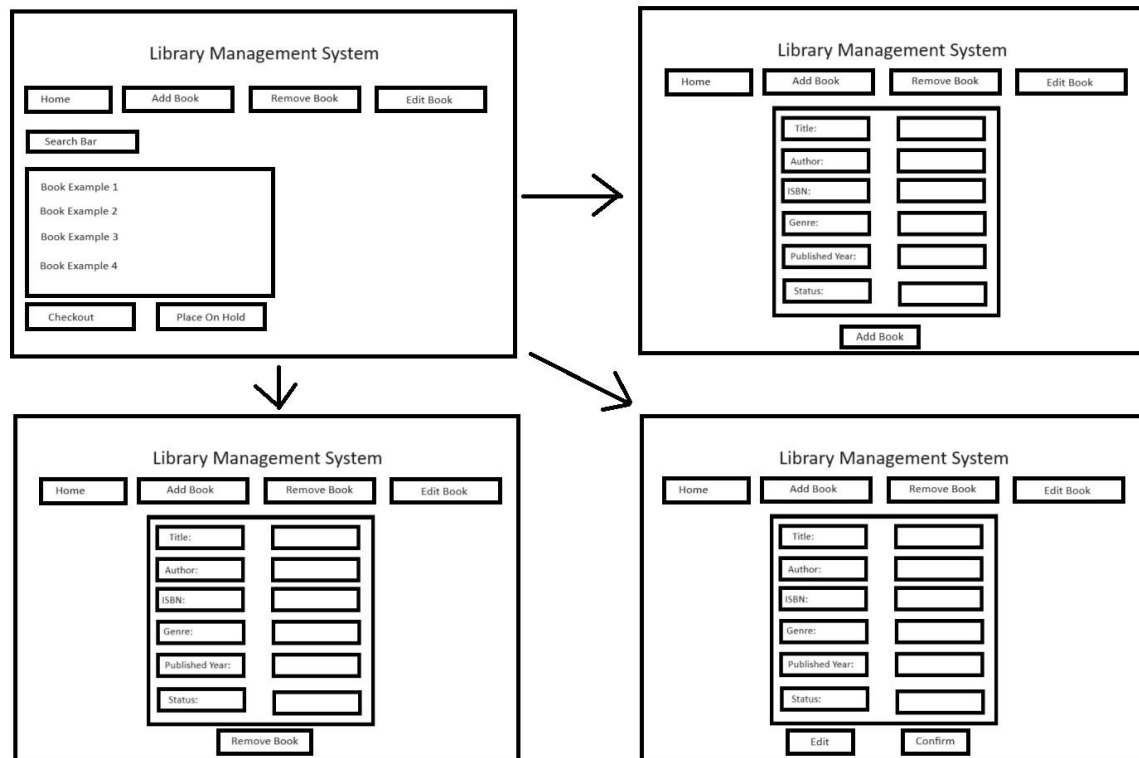 Library Management System
Home Add Book Remove Book Edit Book
Search Bar
Book Example 1
Book Example 2
Book Example 3
Book Example 4
Checkout Place On Hold
Library Management System
Home Add Book Remove Book Edit Book
Title:
Author:
ISBN:
Genre:
Published Year:
Status:
Add Book
Library Management System
Home Add Book Remove Book Edit Book
Title:
Author:
ISBN:
Genre:
Published Year:
Status:
Remove Book
Library Management System
Home Add Book Remove Book Edit Book
Title:
Author:
ISBN:
Genre:
Published Year:
Status:
Edit Confirm